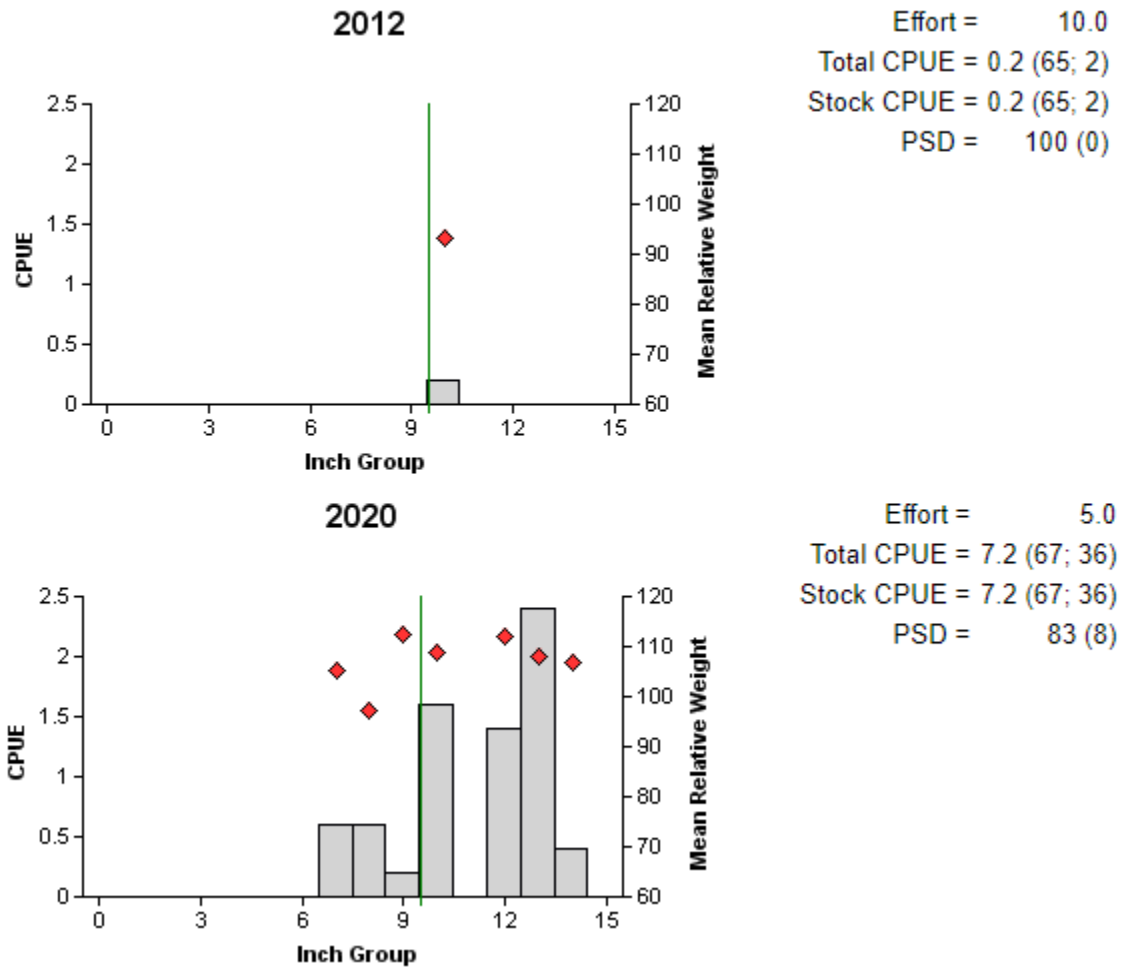 2012
Effort = 10.0
Total CPUE = 0.2 (65; 2)
Stock CPUE = 0.2 (65; 2)
PSD = 100 (0)
2.5
2
1.5
1
0.5
0
CPUE
120
110
100
90
80
70
60
Mean Relative Weight
0 3 6 9 12 15
Inch Group
2020
Effort = 5.0
Total CPUE = 7.2 (67; 36)
Stock CPUE = 7.2 (67; 36)
PSD = 83 (8)
2.5
2
1.5
1
0.5
0
CPUE
120
110
100
90
80
70
60
Mean Relative Weight
0 3 6 9 12 15
Inch Group